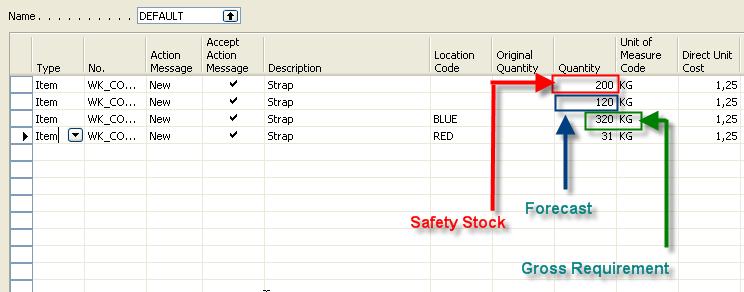 Name . . . . . . . . . . DEFAULT
Type No. Action Message Accept Action Message Description Location Code Original Quantity Quantity Unit of Measure Code Direct Unit Cost
Item WK_CO... New ✔ Strap 200 KG 1,25
Item WK_CO... New ✔ Strap 120 KG 1,25
Item WK_CO... New ✔ Strap BLUE 320 KG 1,25
Item WK_CO... New ✔ Strap RED 31 KG 1,25
Safety Stock
Forecast
Gross Requirement